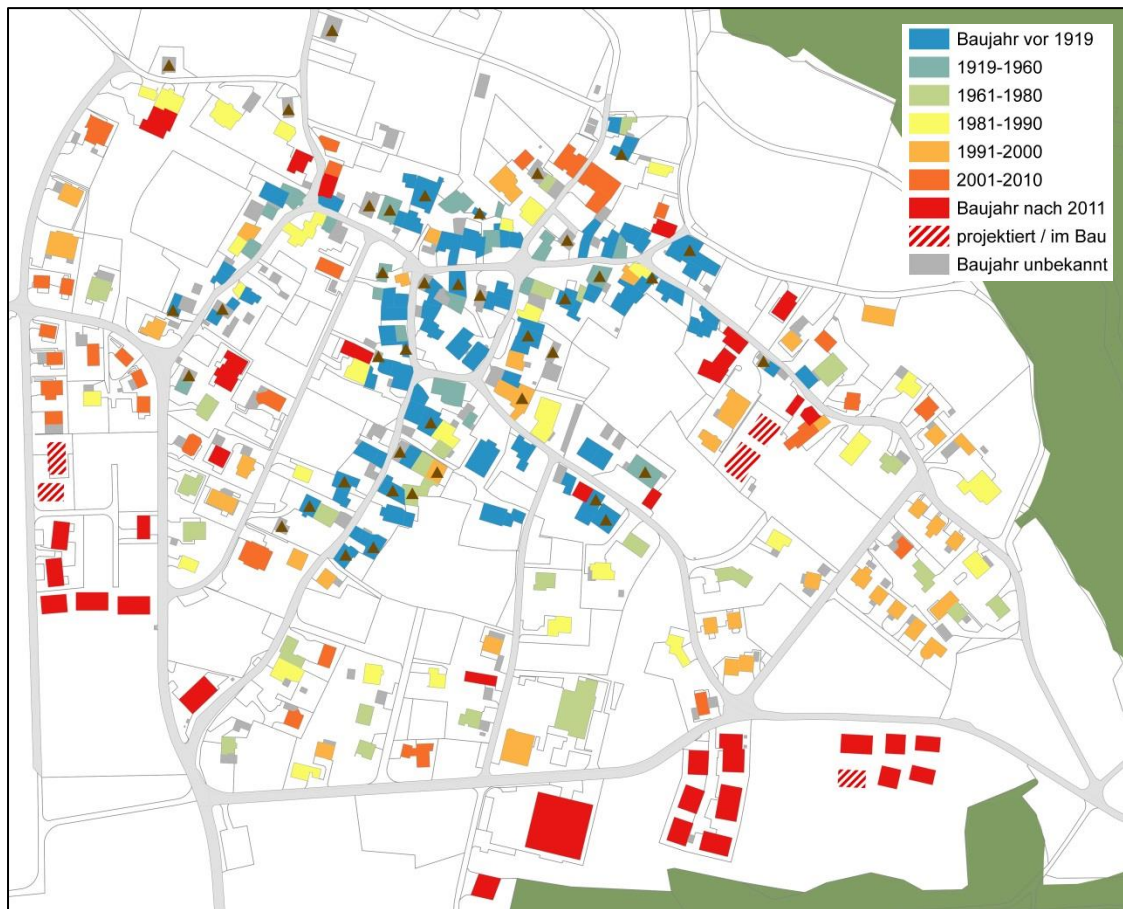 Baujahr vor 1919
1919-1960
1961-1980
1981-1990
1991-2000
2001-2010
Baujahr nach 2011
projektiert / im Bau
Baujahr unbekannt